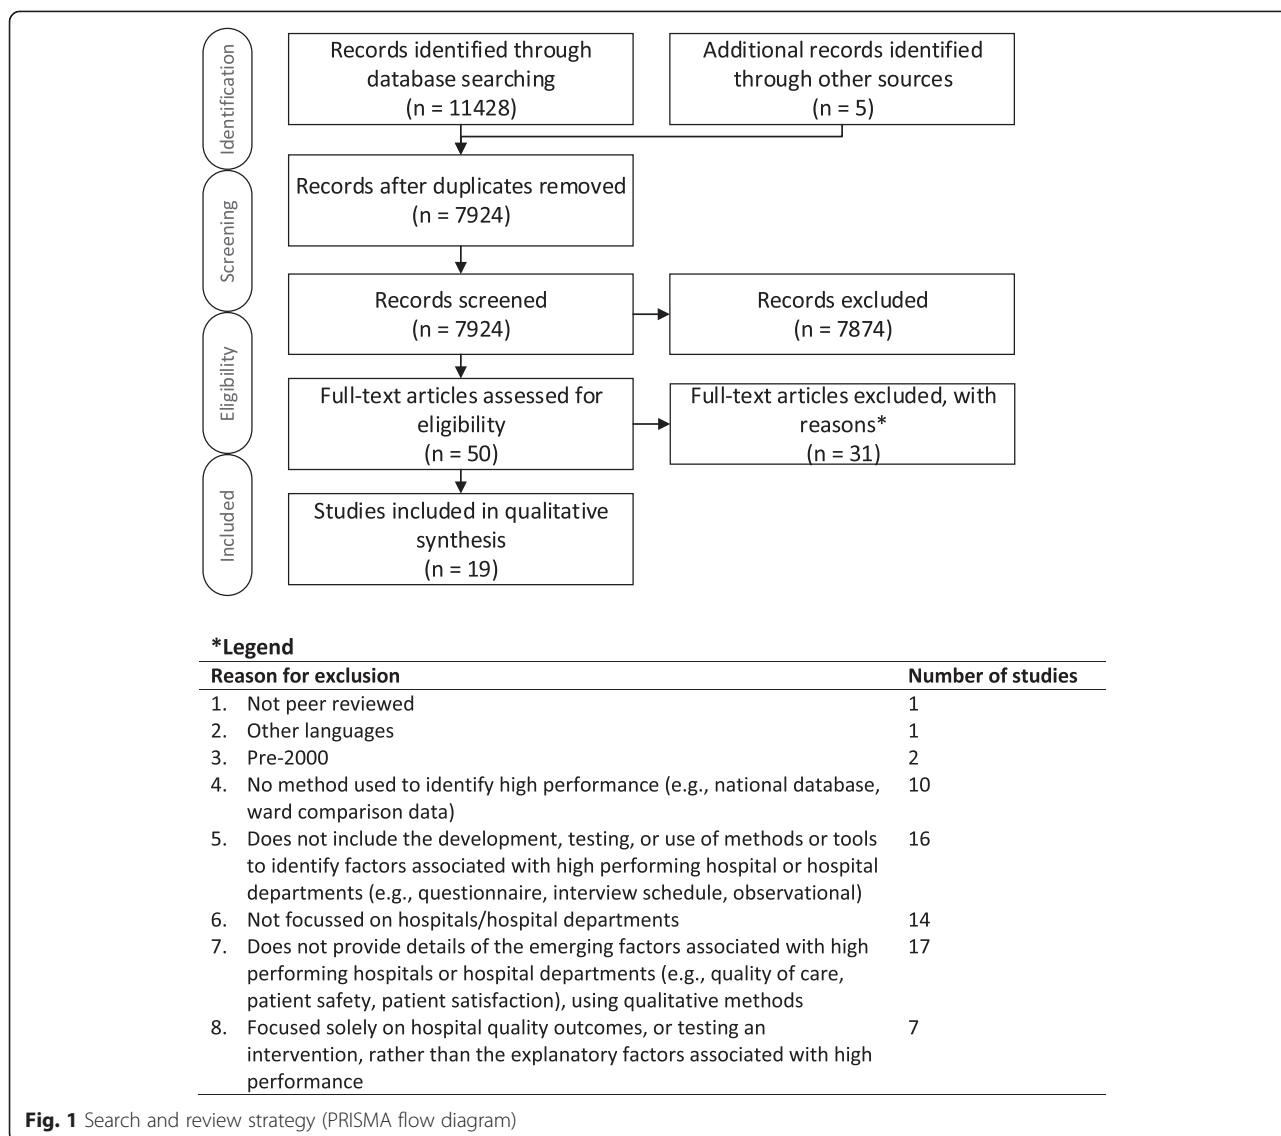 Identification
Records identified through
database searching
(n = 11428)
Additional records identified
through other sources
(n = 5)
Screening
Records after duplicates removed
(n = 7924)
Records screened
(n = 7924)
Records excluded
(n = 7874)
Eligibility
Full-text articles assessed for
eligibility
(n = 50)
Full-text articles excluded, with
reasons*
(n = 31)
Included
Studies included in qualitative
synthesis
(n = 19)
*Legend
Reason for exclusion Number of studies
1. Not peer reviewed 1
2. Other languages 1
3. Pre-2000 2
4. No method used to identify high performance (e.g., national database, 10
ward comparison data)
5. Does not include the development, testing, or use of methods or tools 16
to identify factors associated with high performing hospital or hospital
departments (e.g., questionnaire, interview schedule, observational)
6. Not focussed on hospitals/hospital departments 14
7. Does not provide details of the emerging factors associated with high 17
performing hospitals or hospital departments (e.g., quality of care,
patient safety, patient satisfaction), using qualitative methods
8. Focused solely on hospital quality outcomes, or testing an 7
intervention, rather than the explanatory factors associated with high
performance
Fig. 1 Search and review strategy (PRISMA flow diagram)